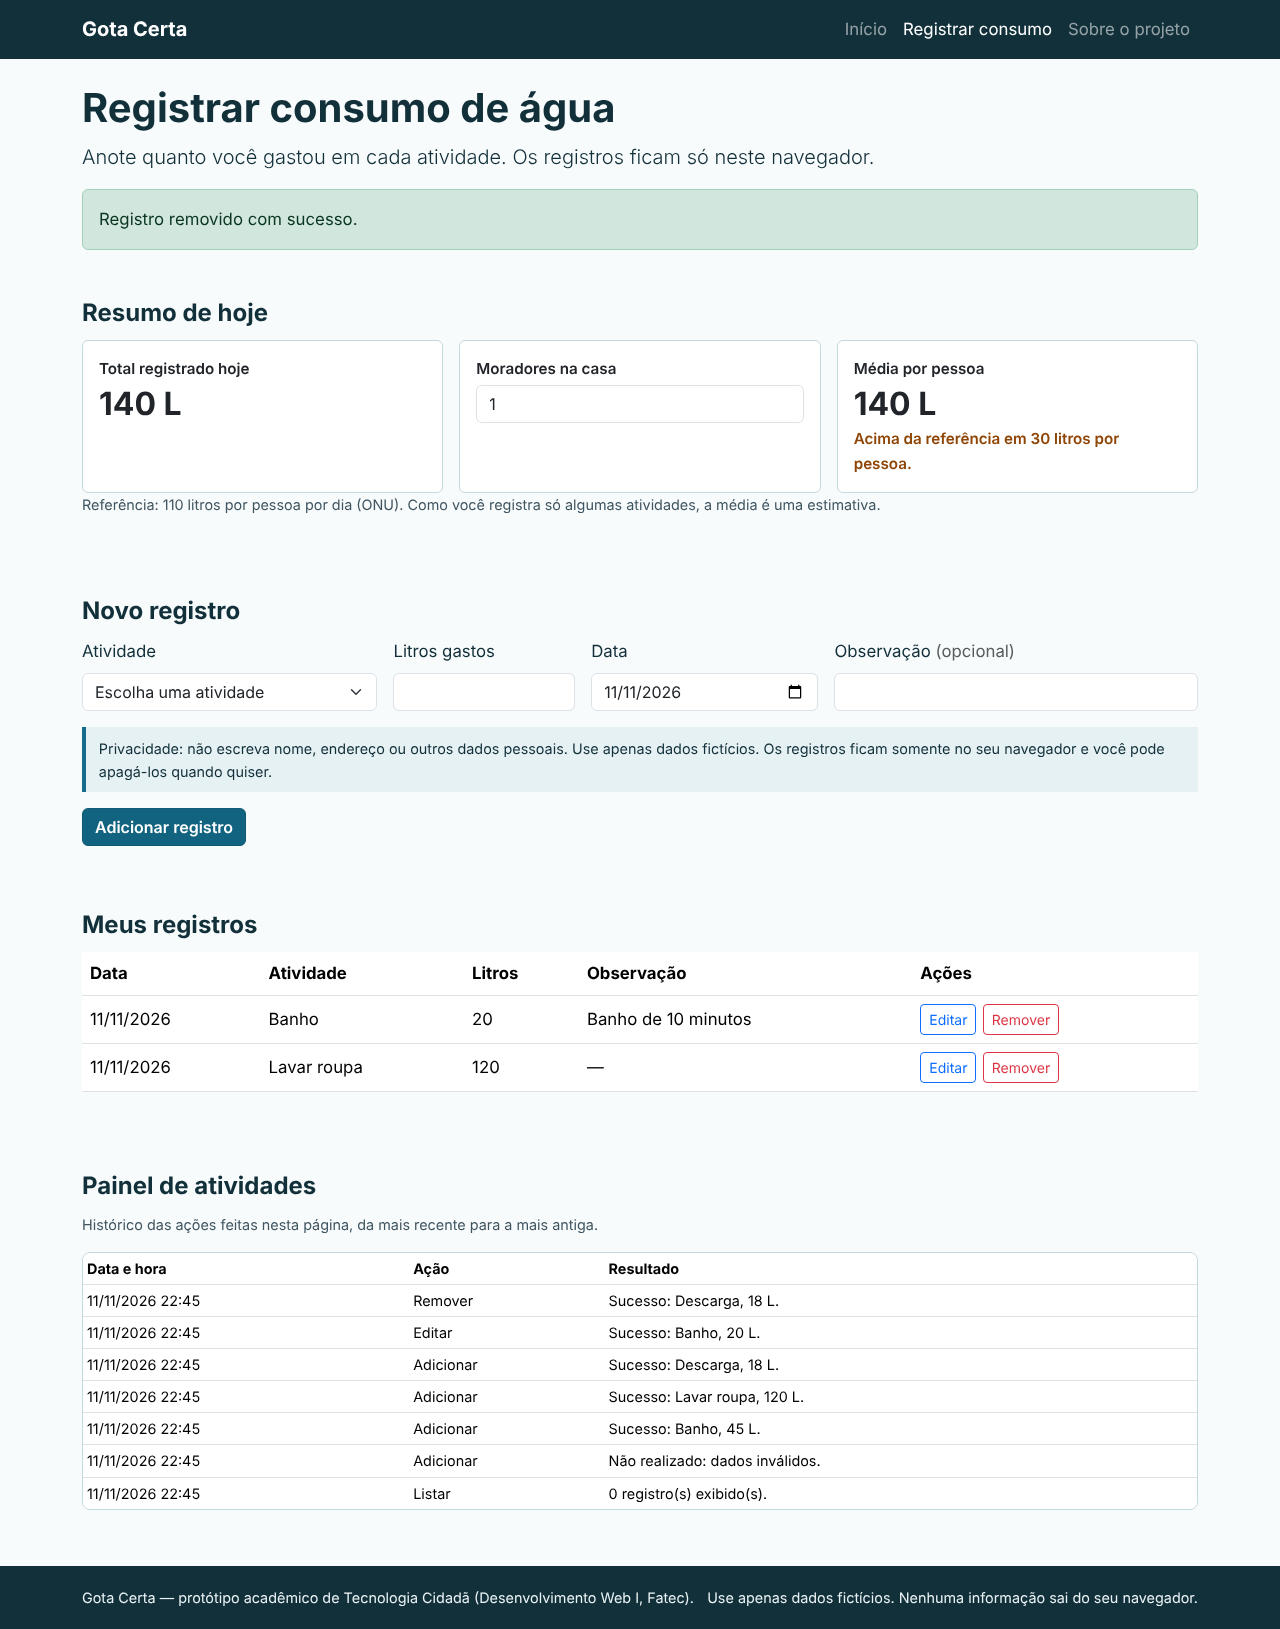 Gota Certa
Início Registrar consumo Sobre o projeto
Registrar consumo de água
Anote quanto você gastou em cada atividade. Os registros ficam só neste navegador.
Registro removido com sucesso.
Resumo de hoje
Total registrado hoje
140 L
Moradores na casa
1
Média por pessoa
140 L
Acima da referência em 30 litros por
pessoa.
Referência: 110 litros por pessoa por dia (ONU). Como você registra só algumas atividades, a média é uma estimativa.
Novo registro
Atividade Litros gastos Data Observação (opcional)
Escolha uma atividade 11/11/2026
Privacidade: não escreva nome, endereço ou outros dados pessoais. Use apenas dados fictícios. Os registros ficam somente no seu navegador e você pode
apagá-los quando quiser.
Adicionar registro
Meus registros
Data Atividade Litros Observação Ações
11/11/2026 Banho 20 Banho de 10 minutos Editar Remover
11/11/2026 Lavar roupa 120 — Editar Remover
Painel de atividades
Histórico das ações feitas nesta página, da mais recente para a mais antiga.
Data e hora Ação Resultado
11/11/2026 22:45 Remover Sucesso: Descarga, 18 L.
11/11/2026 22:45 Editar Sucesso: Banho, 20 L.
11/11/2026 22:45 Adicionar Sucesso: Descarga, 18 L.
11/11/2026 22:45 Adicionar Sucesso: Lavar roupa, 120 L.
11/11/2026 22:45 Adicionar Sucesso: Banho, 45 L.
11/11/2026 22:45 Adicionar Não realizado: dados inválidos.
11/11/2026 22:45 Listar 0 registro(s) exibido(s).
Gota Certa — protótipo acadêmico de Tecnologia Cidadã (Desenvolvimento Web I, Fatec). Use apenas dados fictícios. Nenhuma informação sai do seu navegador.